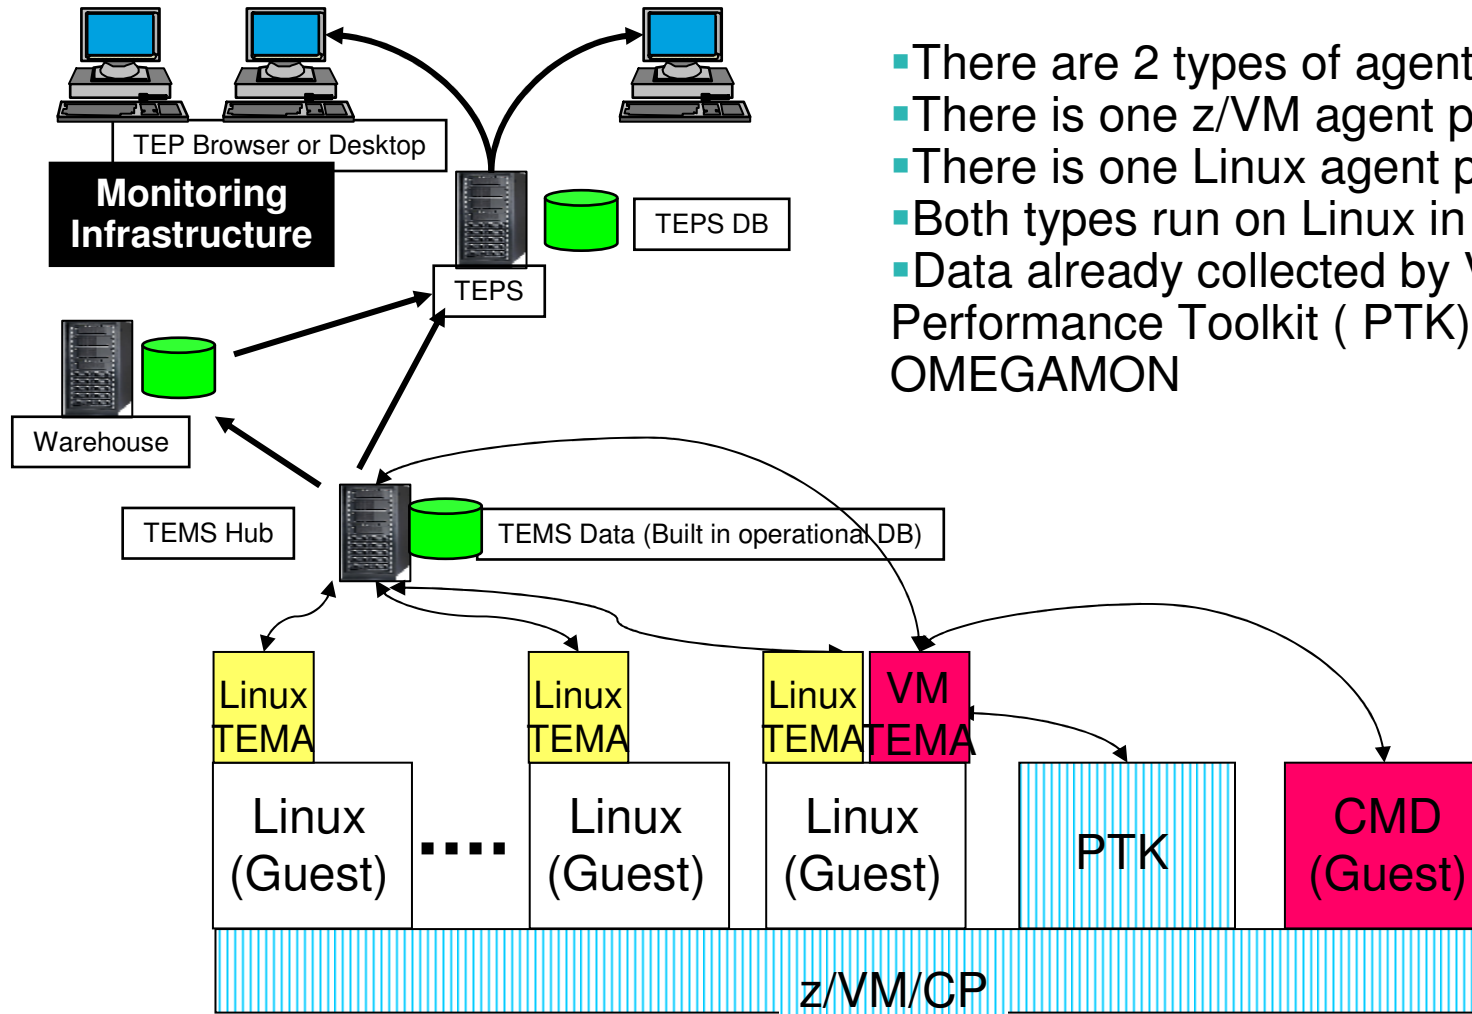 ▪There are 2 types of agent
▪There is one z/VM agent p
▪There is one Linux agent p
▪Both types run on Linux in
▪Data already collected by V
Performance Toolkit ( PTK)
OMEGAMON
TEP Browser or Desktop
Monitoring
Infrastructure
TEPS DB
TEPS
Warehouse
TEMS Hub
TEMS Data (Built in operational DB)
Linux
TEMA
Linux
TEMA
Linux
TEMA
VM
TEMA
Linux
(Guest)
....
Linux
(Guest)
Linux
(Guest)
PTK
CMD
(Guest)
z/VM/CP